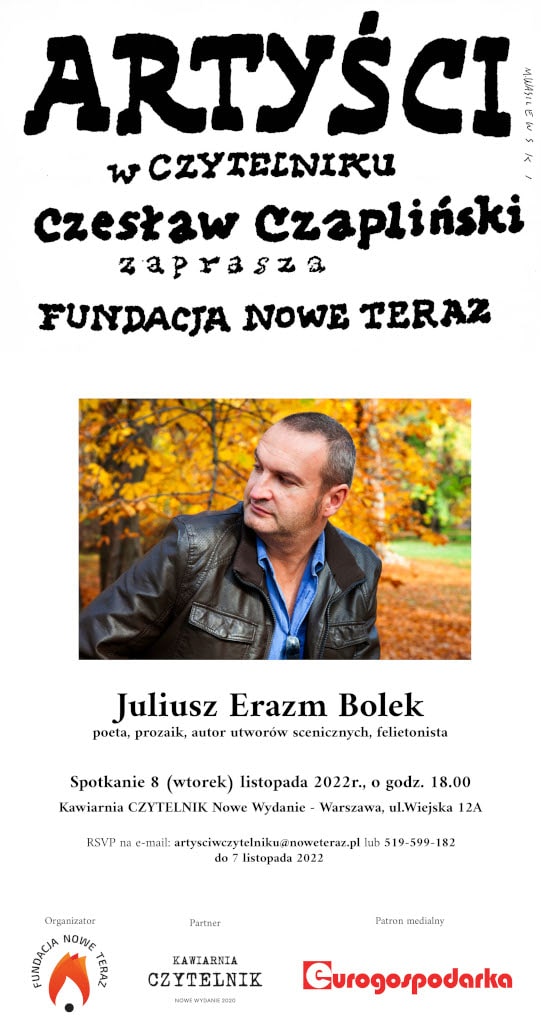 ARTYŚCI
MWASILEWSKI
w CZYTELNIKU
Czesław Czapliński
zaprasza
FUNDACJA NOWE TERAZ
Juliusz Erazm Bolek
poeta, prozaik, autor utworów scenicznych, felietonista
Spotkanie 8 (wtorek) listopada 2022r., o godz. 18.00
Kawiarnia CZYTELNIK Nowe Wydanie - Warszawa, ul.Wiejska 12A
RSVP na e-mail: artysciwczytelniku@noweteraz.pl lub 519-599-182
do 7 listopada 2022
Organizator
Partner
Patron medialny
FUNDACJA NOWE TERAZ
KAWIARNIA
CZYTELNIK
NOWE WYDANIE 2020
eurogospodarka